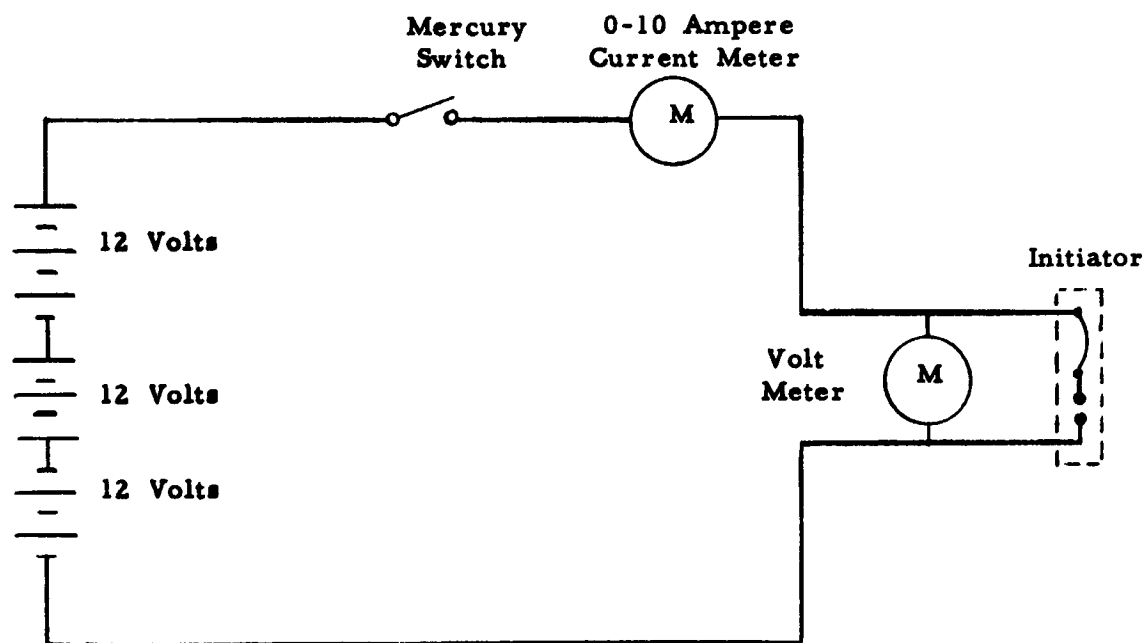 Mercury
Switch
0-10 Ampere
Current Meter
M
12 Volts
Initiator
12 Volts
Volt
Meter
M
12 Volts